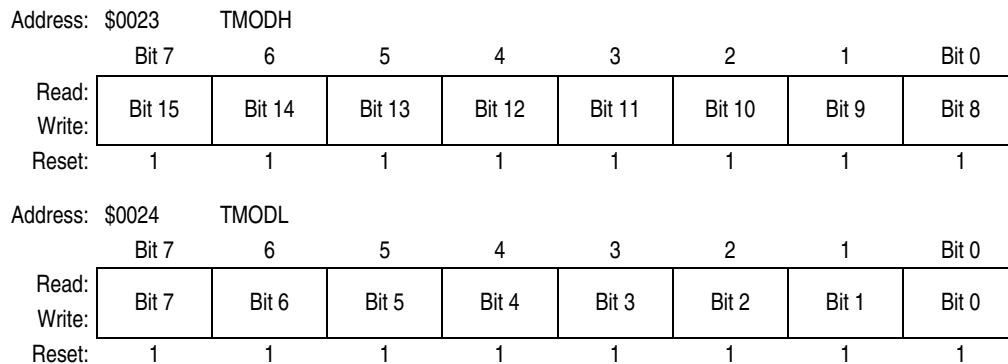 Address: $0023 TMODH
Bit 7 6 5 4 3 2 1 Bit 0
Read:
Write:
Bit 15 Bit 14 Bit 13 Bit 12 Bit 11 Bit 10 Bit 9 Bit 8
Reset: 1 1 1 1 1 1 1 1
Address: $0024 TMODL
Bit 7 6 5 4 3 2 1 Bit 0
Read:
Write:
Bit 7 Bit 6 Bit 5 Bit 4 Bit 3 Bit 2 Bit 1 Bit 0
Reset: 1 1 1 1 1 1 1 1